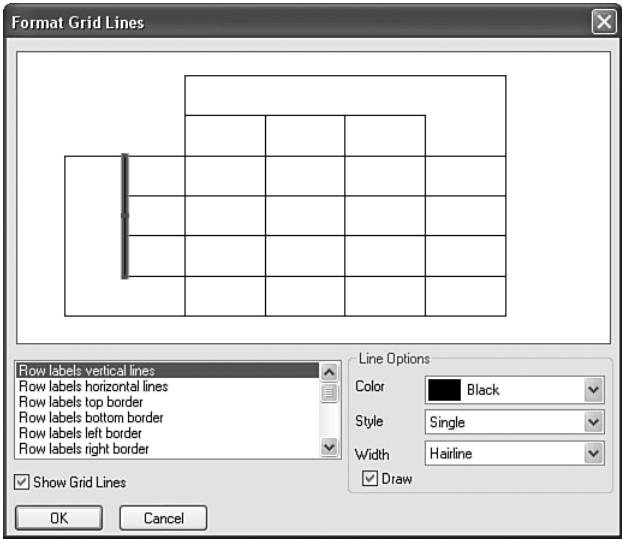 Format Grid Lines
Row labels vertical lines
Row labels horizontal lines
Row labels top border
Row labels bottom border
Row labels left border
Row labels right border
Show Grid Lines
Line Options
Color
Black
Style
Single
Width
Hairline
Draw
OK
Cancel